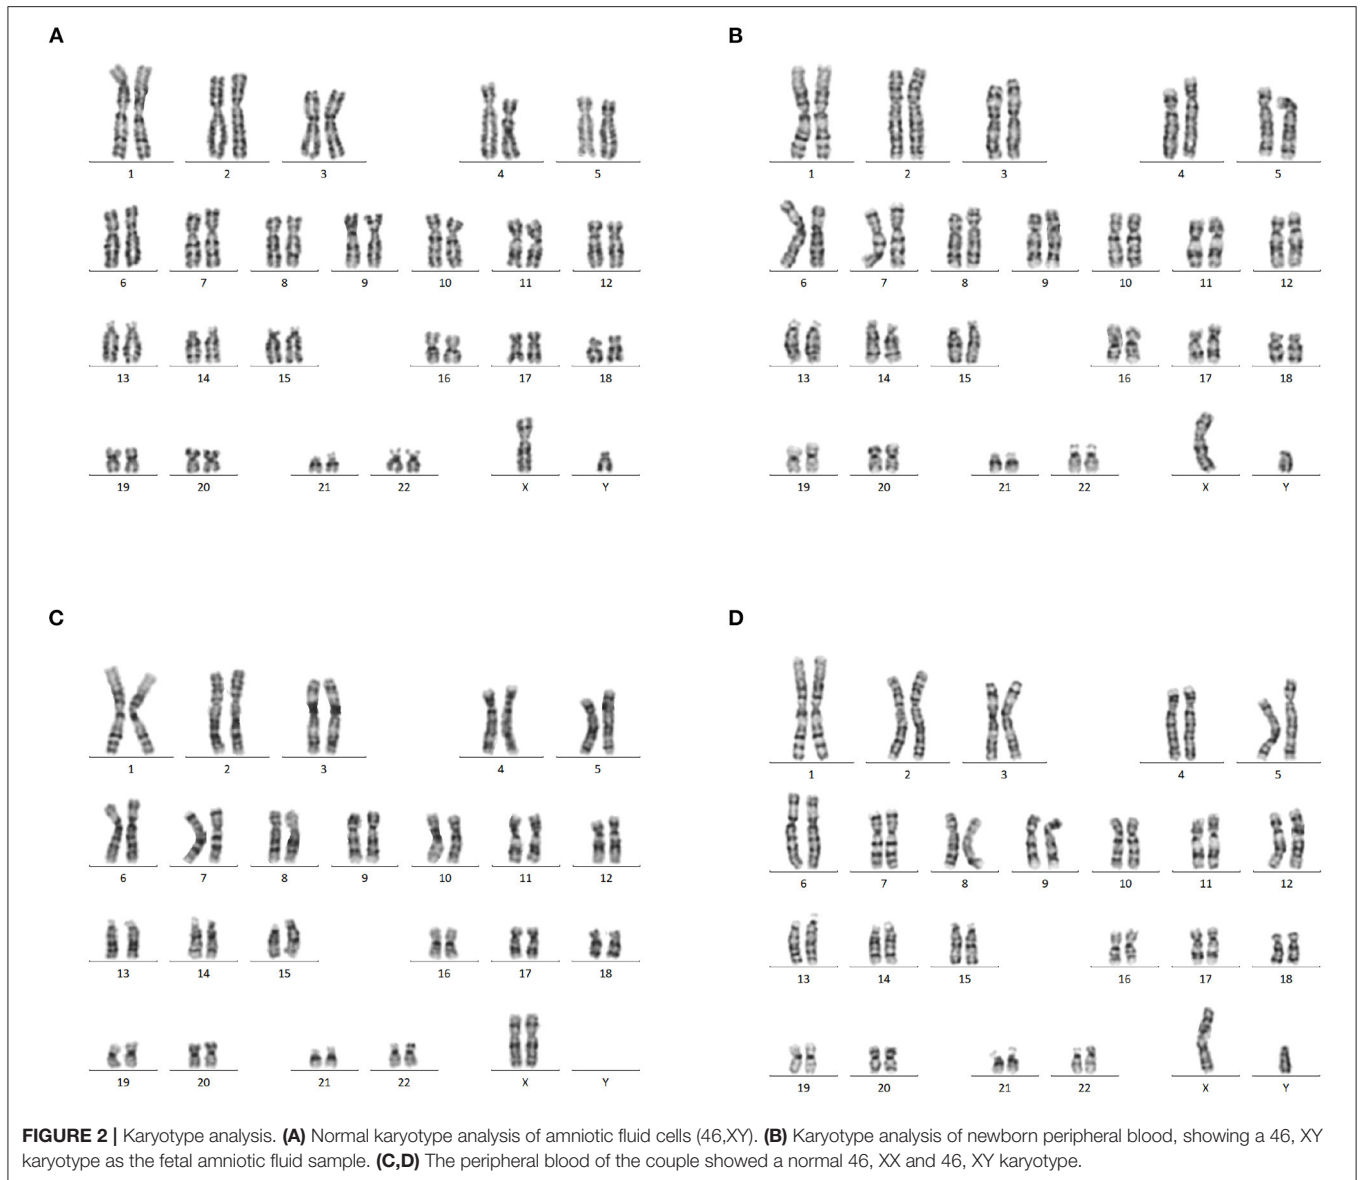 A
B
1 2 3 4 5
1 2 3 4 5
6 7 8 9 10 11 12
6 7 8 9 10 11 12
13 14 15 16 17 18
13 14 15 16 17 18
19 20 21 22 X Y
19 20 21 22 X Y
C
D
1 2 3 4 5
1 2 3 4 5
6 7 8 9 10 11 12
6 7 8 9 10 11 12
13 14 15 16 17 18
13 14 15 16 17 18
19 20 21 22 X Y
19 20 21 22 X Y
FIGURE 2 | Karyotype analysis. (A) Normal karyotype analysis of amniotic fluid cells (46,XY). (B) Karyotype analysis of newborn peripheral blood, showing a 46, XY
karyotype as the fetal amniotic fluid sample. (C,D) The peripheral blood of the couple showed a normal 46, XX and 46, XY karyotype.